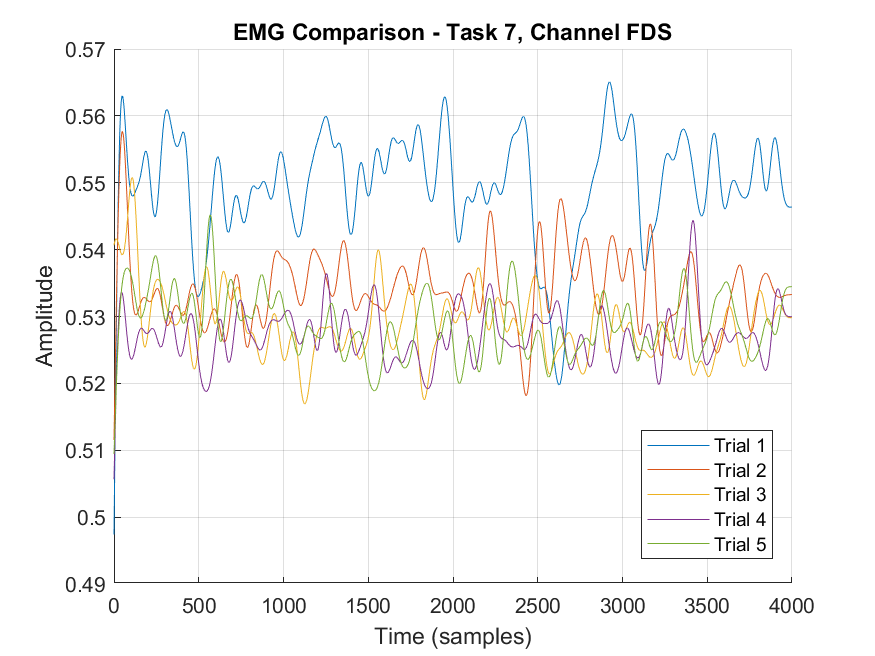 EMG Comparison - Task 7, Channel FDS
0.57
0.56
0.55
0.54
0.53
0.52
0.51
0.5
0.49
Amplitude
Trial 1
Trial 2
Trial 3
Trial 4
Trial 5
0 500 1000 1500 2000 2500 3000 3500 4000
Time (samples)